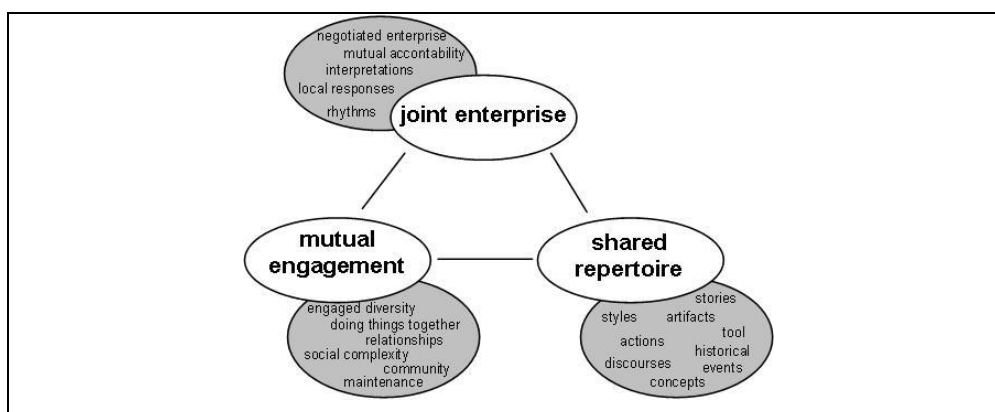 negotiated enterprise
mutual accontability
interpretations
local responses
rhythms
joint enterprise
mutual
engagement
engaged diversity
doing things together
relationships
social complexity
community
maintenance
shared
repertoire
stories
styles
artifacts
tool
actions
historical
discourses
events
concepts